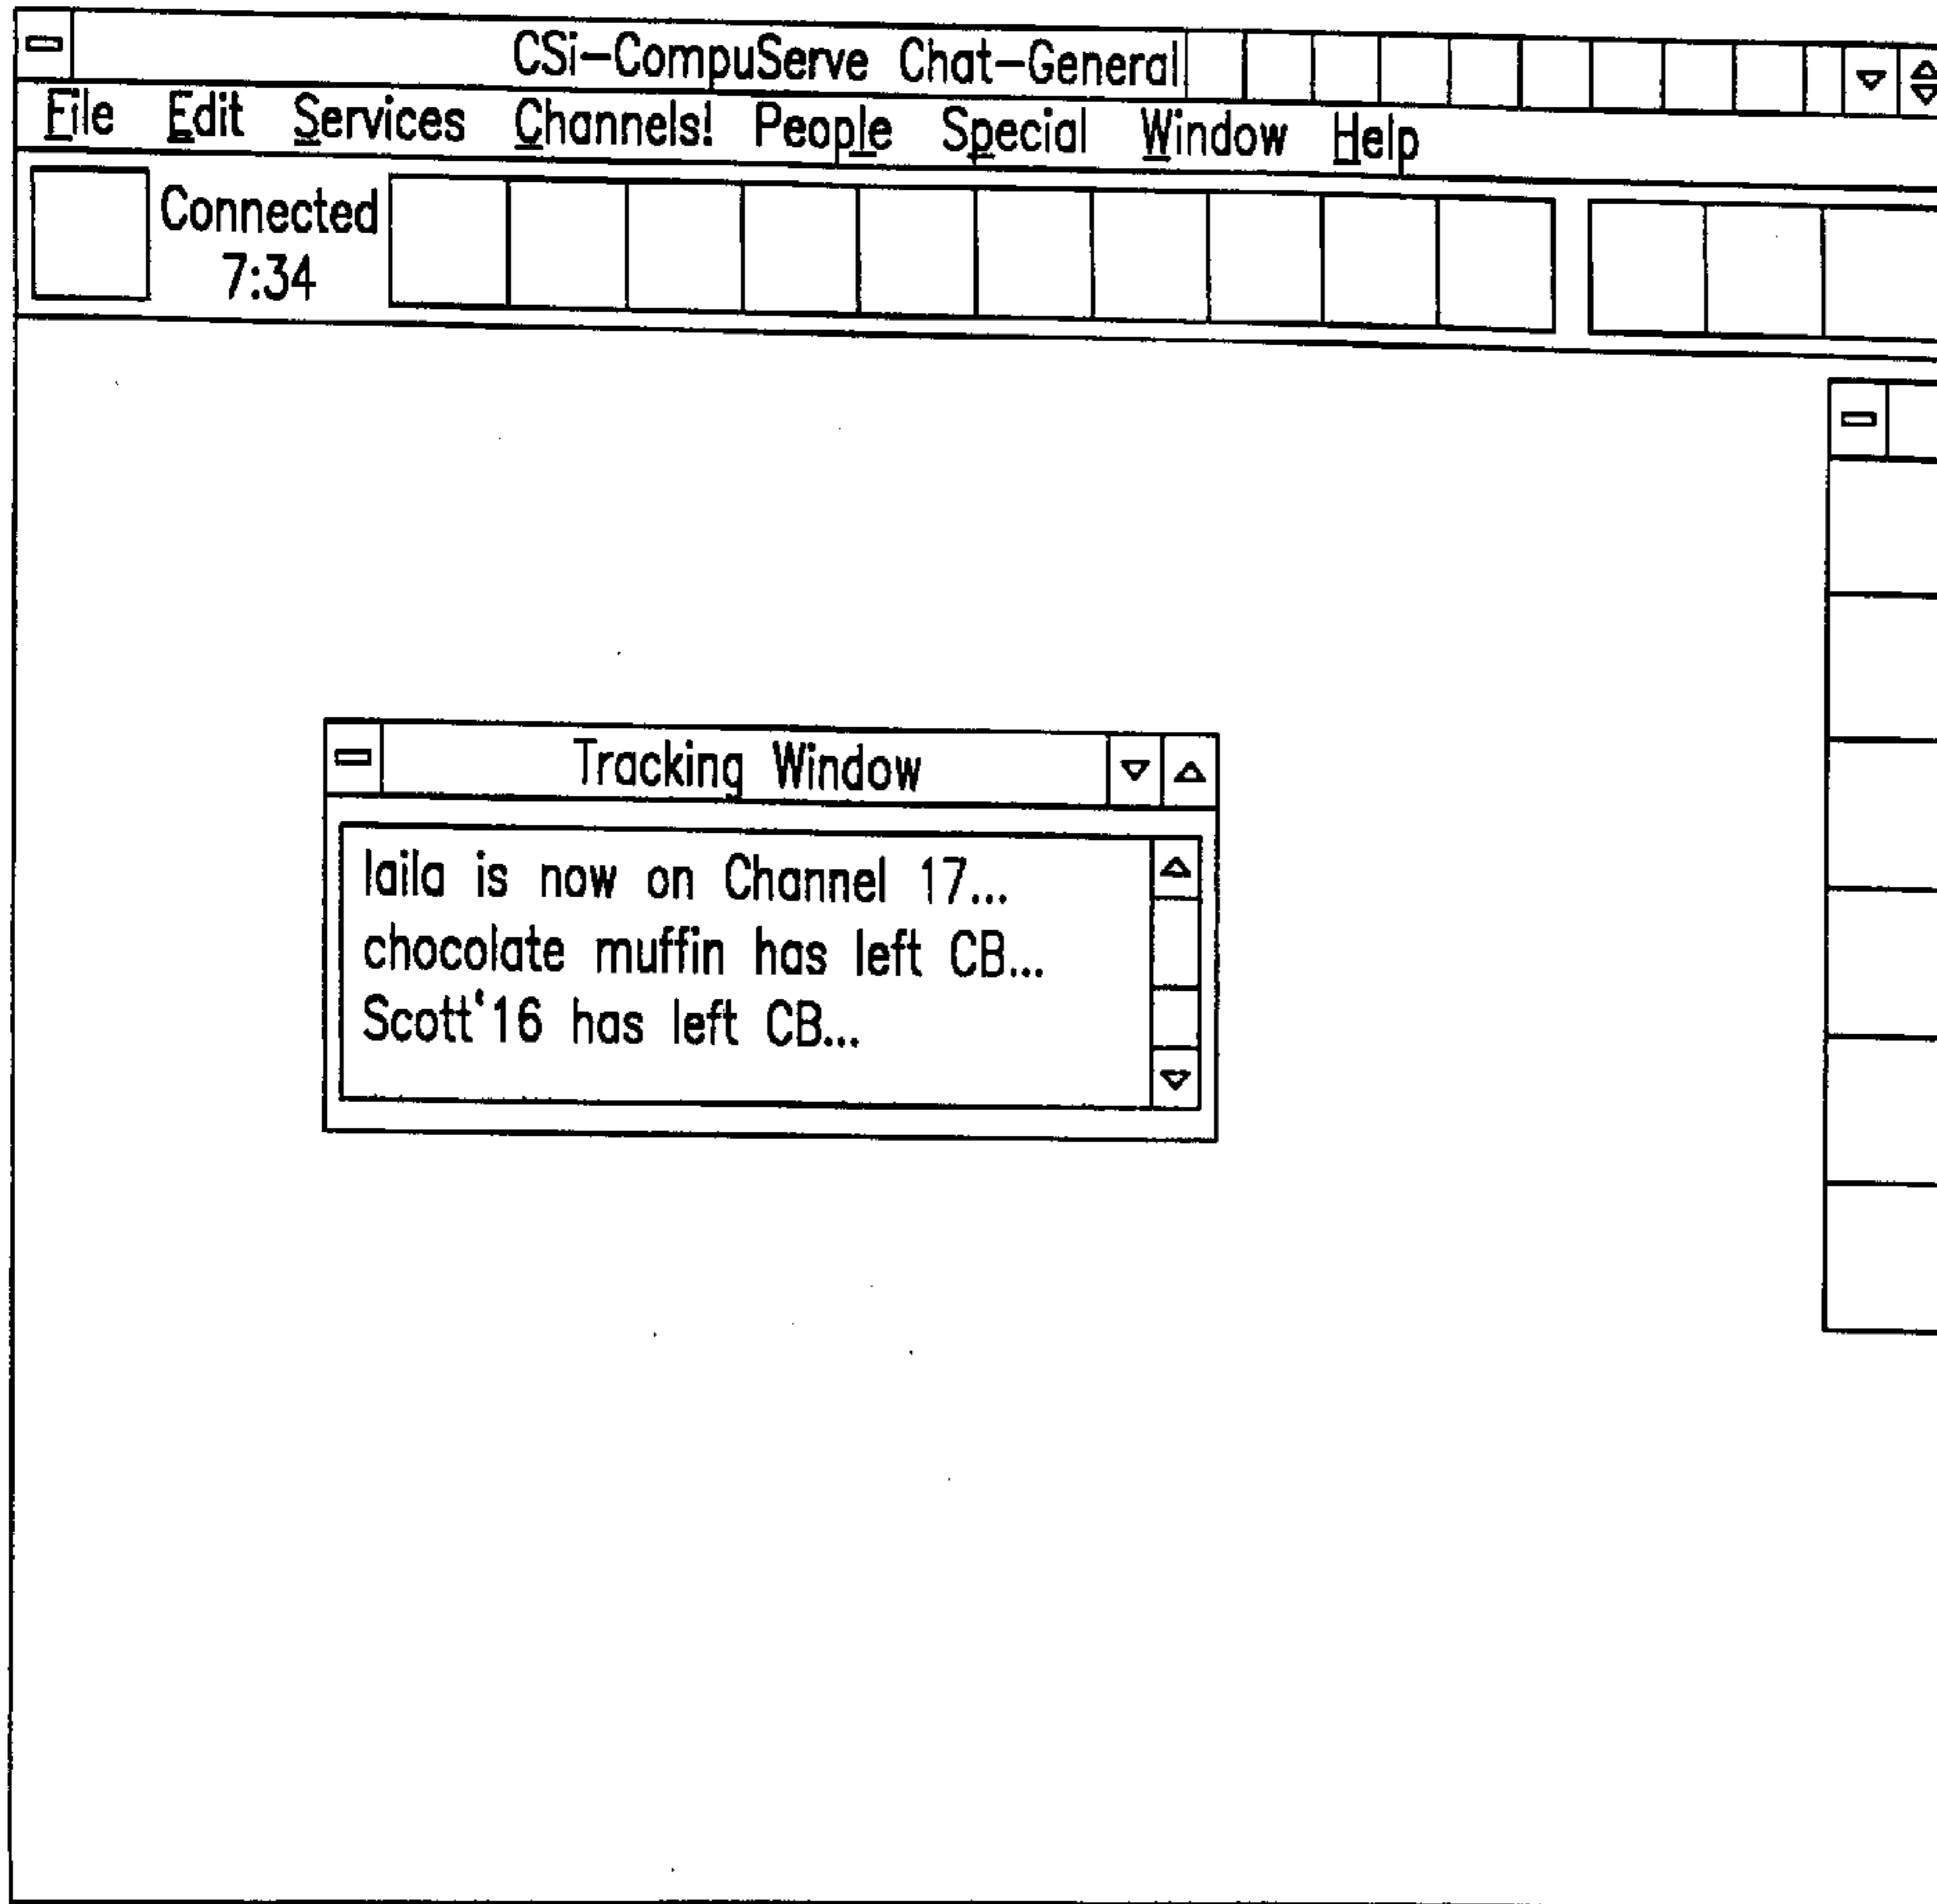 CSi-CompuServe Chat-General
File Edit Services Channels! People Special Window Help
Connected
7:34
Tracking Window
laila is now on Channel 17...
chocolate muffin has left CB...
Scott‘16 has left CB...